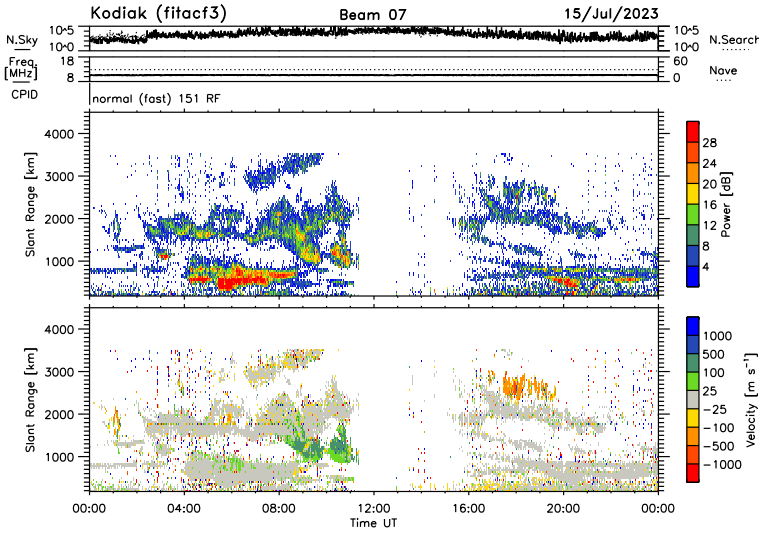 Kodiak (fitacf3) Beam 07 15/Jul/2023
N.Sky 10^5 10^0 10^5 10^0 N.Search
Freq. [MHz] 18 8 60 0 Nave
CPID normal (fast) 151 RF
Slant Range [km] 4000 3000 2000 1000
Power [dB] 28 24 20 16 12 8 4
Slant Range [km] 4000 3000 2000 1000
Velocity [m s⁻¹] 1000 500 100 25 −25 −100 −500 −1000
00:00 04:00 08:00 12:00 16:00 20:00 00:00
Time UT